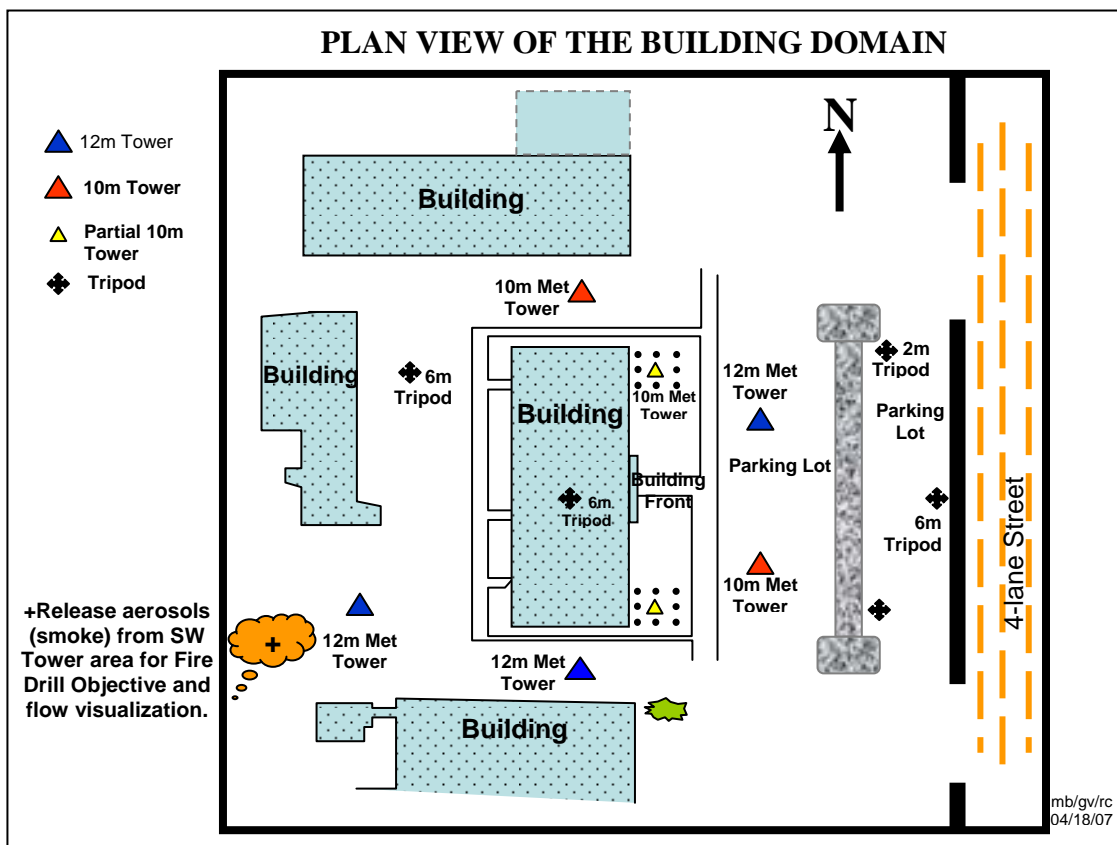 PLAN VIEW OF THE BUILDING DOMAIN
12m Tower
10m Tower
Partial 10m
Tower
Tripod
N
Building
10m Met
Tower
Building
6m
Tripod
Building
10m Met
Tower
12m Met
Tower
2m
Tripod
Parking
Lot
Parking Lot
Building
Front
6m
Tripod
6m
Tripod
4-lane Street
10m Met
Tower
+Release aerosols
(smoke) from SW
Tower area for Fire
Drill Objective and
flow visualization.
+
12m Met
Tower
12m Met
Tower
Building
mb/gv/rc
04/18/07